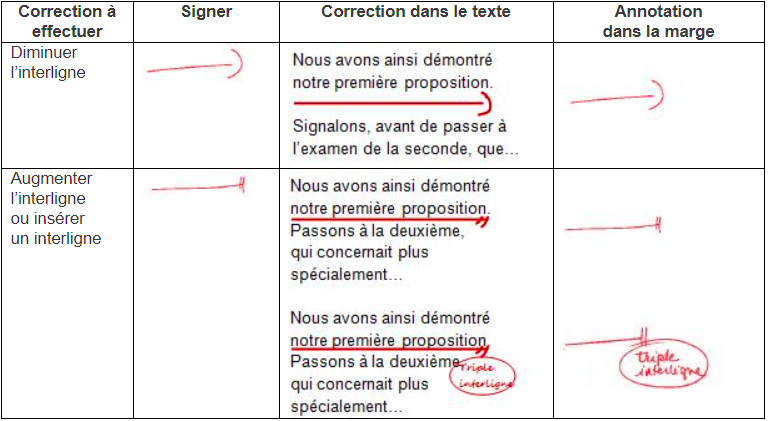 Correction à
effectuer
Signer
Correction dans le texte
Annotation
dans la marge
Diminuer
l'interligne
Nous avons ainsi démontré
notre première proposition.
Signalons, avant de passer à
l'examen de la seconde, que…
Augmenter
l'interligne
ou insérer
un interligne
Nous avons ainsi démontré
notre première proposition.
Passons à la deuxième,
qui concernait plus
spécialement…
Nous avons ainsi démontré
notre première proposition.
Passons à la deuxième,
qui concernait plus
spécialement…
Triple
interligne
triple
interligne